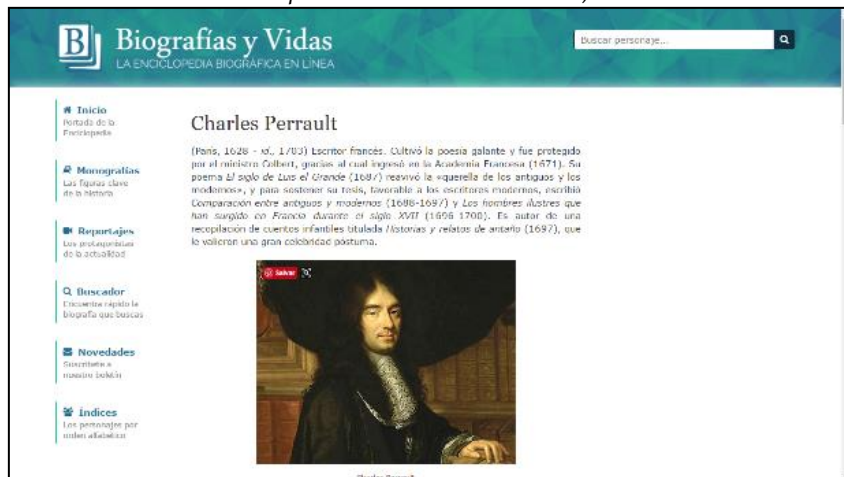 Biografías y Vidas
LA ENCICLOPEDIA BIOGRÁFICA EN LÍNEA
Buscar personaje...
Inicio
Portada de la
Enciclopedia
Monografías
Las figuras clave
de la historia
Reportajes
Los protagonistas
de la actualidad
Buscador
Encuentra rápido la
biografía que buscas
Novedades
Suscríbete a
nuestro boletín
Índices
Los personajes por
orden alfabético
Charles Perrault
(París, 1628 - id., 1703) Escritor francés. Cultivó la poesía galante y fue protegido
por el ministro Colbert, gracias al cual ingresó en la Academia Francesa (1671). Su
poema El siglo de Luis el Grande (1687) reavivó la «querella de los antiguos y los
modernos», y para sostener su tesis, favorable a los escritores modernos, escribió
Comparación entre antiguos y modernos (1688-1697) y Los hombres ilustres que
han surgido en Francia durante el siglo XVII (1696-1700). Es autor de una
recopilación de cuentos infantiles titulada Historias y relatos de antaño (1697), que
le valieron una gran celebridad póstuma.
Salvar